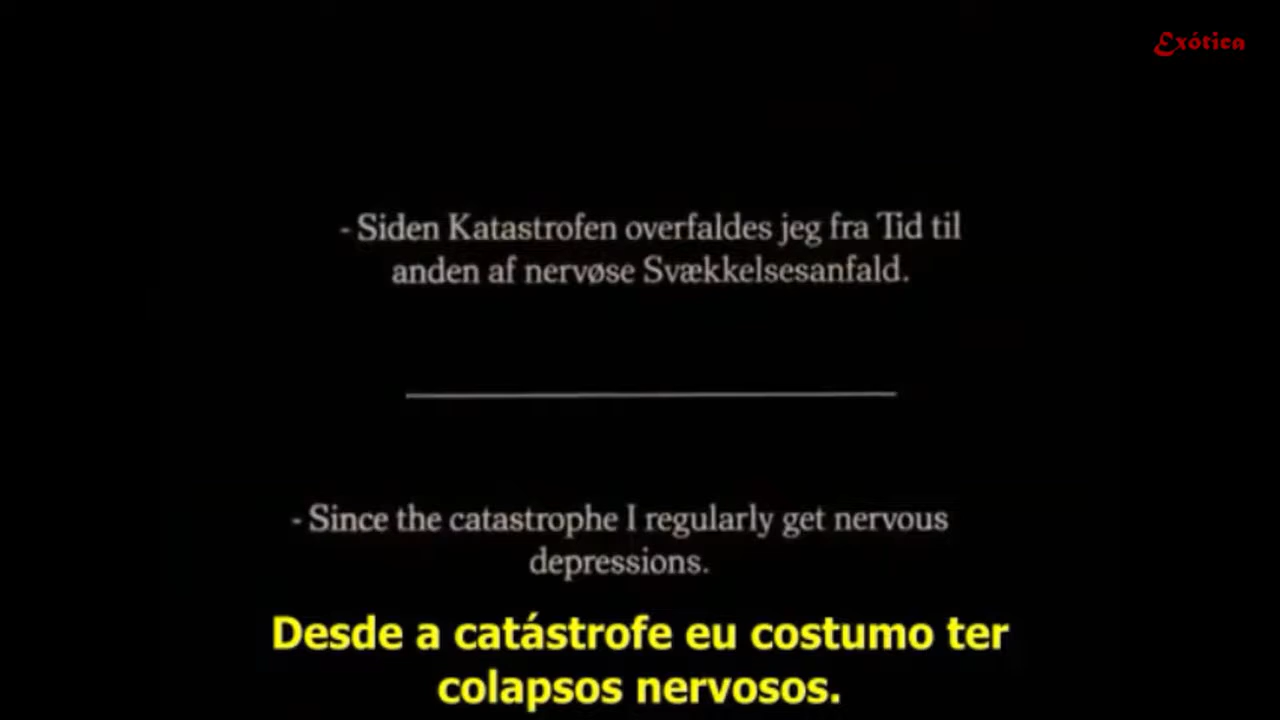 Exótica
- Siden Katastrofen overfaldes jeg fra Tid til
anden af nervøse Svækkelsesanfald.
- Since the catastrophe I regularly get nervous
depressions.
Desde a catástrofe eu costumo ter
colapsos nervosos.